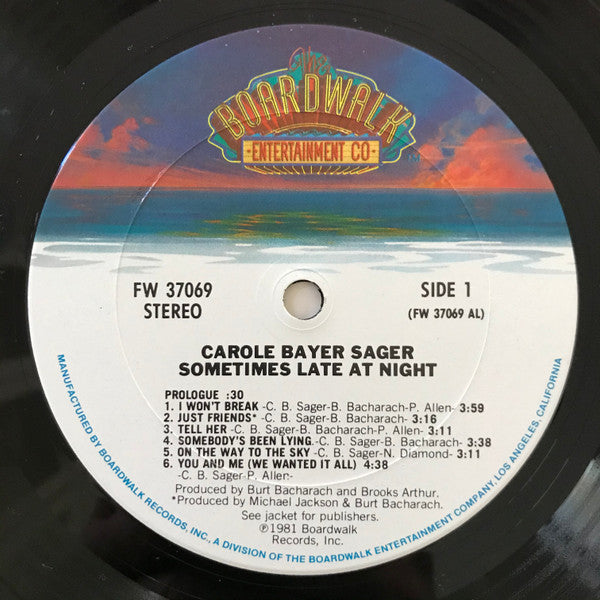 The
BOARDWALK
ENTERTAINMENT CO
FW 37069
STEREO
SIDE 1
(FW 37069 AL)
CAROLE BAYER SAGER
SOMETIMES LATE AT NIGHT
PROLOGUE :30
1. I WON'T BREAK -C. B. Sager-B. Bacharach-P. Allen- 3:59
2. JUST FRIENDS* -C. B. Sager-B. Bacharach- 3:16
3. TELL HER -C. B. Sager-B. Bacharach-P. Allen- 3:11
4. SOMEBODY'S BEEN LYING -C. B. Sager-B. Bacharach- 3:38
5. ON THE WAY TO THE SKY -C. B. Sager-N. Diamond- 3:11
6. YOU AND ME (WE WANTED IT ALL) 4:38
-C. B. Sager-P. Allen-
Produced by Burt Bacharach and Brooks Arthur.
*Produced by Michael Jackson & Burt Bacharach.
See jacket for publishers.
℗1981 Boardwalk
Records, Inc.
MANUFACTURED BY BOARDWALK RECORDS, INC., A DIVISION OF THE BOARDWALK ENTERTAINMENT COMPANY, LOS ANGELES, CALIFORNIA